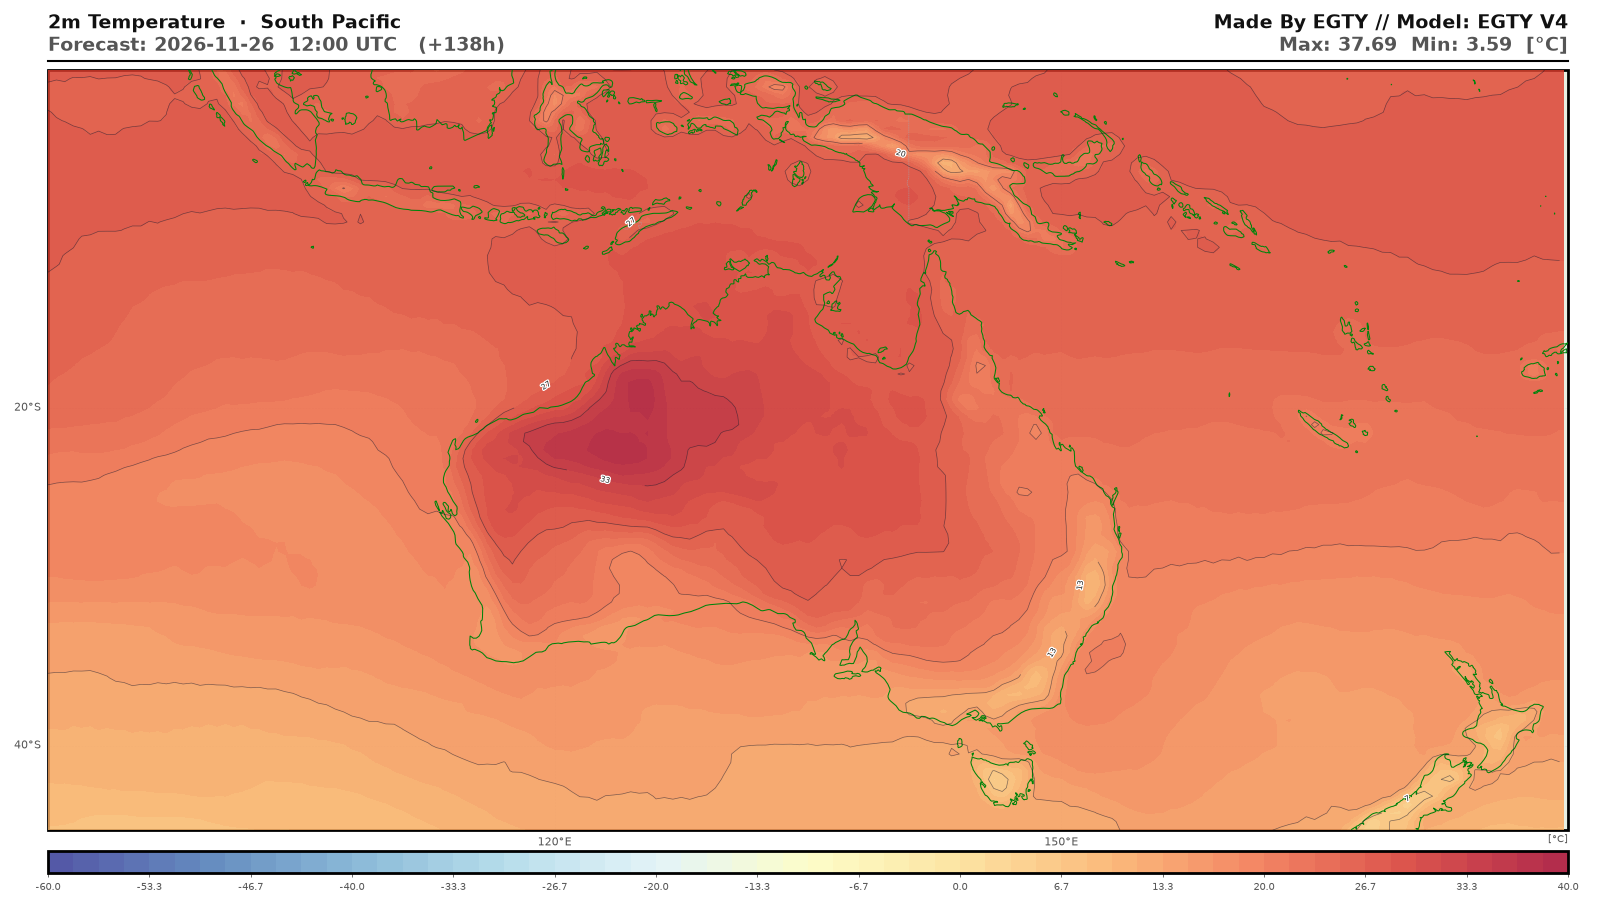 2m Temperature · South Pacific
Made By EGTY // Model: EGTY V4
Forecast: 2026-11-26 12:00 UTC (+138h)
Max: 37.69 Min: 3.59 [°C]
20
27
27
20°S
33
13
13
40°S
7
120°E
150°E
[°C]
-60.0
-53.3
-46.7
-40.0
-33.3
-26.7
-20.0
-13.3
-6.7
0.0
6.7
13.3
20.0
26.7
33.3
40.0